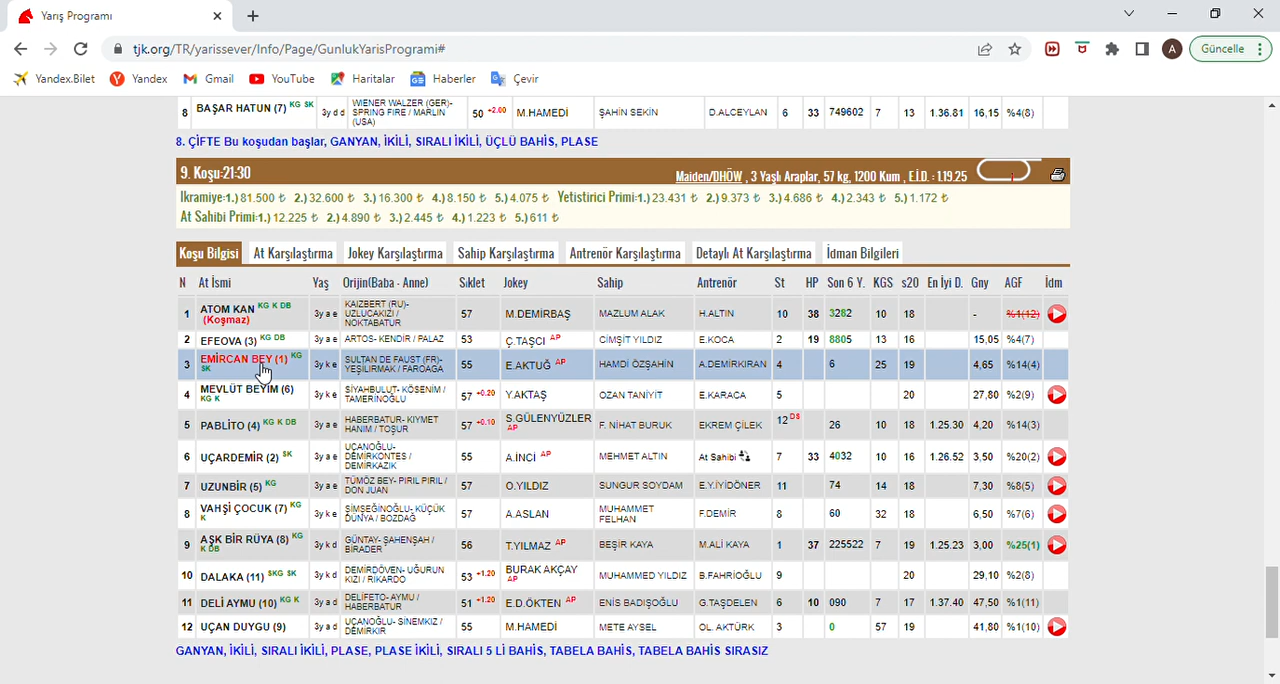 Yarış Programı
tjk.org/TR/yarissever/Info/Page/GunlukYarisProgrami#
A
Güncelle
Yandex.Bilet Yandex Gmail YouTube Haritalar Haberler Çevir
8 BAŞAR HATUN (7) KG SK 3y d d WIENER WALZER (GER)- SPRING FIRE / MARLIN (USA) 50 +2.00 M.HAMEDİ ŞAHİN SEKİN D.ALCEYLAN 6 33 749602 7 13 1.36.81 16,15 %4(8)
8. ÇİFTE Bu koşudan başlar, GANYAN, İKİLİ, SIRALI İKİLİ, ÜÇLÜ BAHİS, PLASE
9. Koşu:21:30 Maiden/DHÖW , 3 Yaşlı Araplar, 57 kg, 1200 Kum , E.İ.D. : 1.19.25
İkramiye:1.) 81.500 ₺ 2.) 32.600 ₺ 3.) 16.300 ₺ 4.) 8.150 ₺ 5.) 4.075 ₺ Yetistirici Primi:1.) 23.431 ₺ 2.) 9.373 ₺ 3.) 4.686 ₺ 4.) 2.343 ₺ 5.) 1.172 ₺
At Sahibi Primi:1.) 12.225 ₺ 2.) 4.890 ₺ 3.) 2.445 ₺ 4.) 1.223 ₺ 5.) 611 ₺
Koşu Bilgisi At Karşılaştırma Jokey Karşılaştırma Sahip Karşılaştırma Antrenör Karşılaştırma Detaylı At Karşılaştırma İdman Bilgileri
N At İsmi Yaş Orijin(Baba - Anne) Sıklet Jokey Sahip Antrenör St HP Son 6 Y. KGS s20 En İyi D. Gny AGF İdm
1 ATOM KAN KG K DB (Koşmaz) 3y a e KAIZBERT (RU)- UZLUCAKIZI / NOKTABATUR 57 M.DEMİRBAŞ MAZLUM ALAK H.ALTIN 10 38 3282 10 18 - %1(12)
2 EFEOVA (3) KG DB 3y a e ARTOS- KENDİR / PALAZ 53 Ç.TAŞCI AP CİMŞİT YILDIZ E.KOCA 2 19 8805 13 16 15,05 %4(7)
3 EMİRCAN BEY (1) KG SK 3y k e SULTAN DE FAUST (FR)- YEŞİLIRMAK / FAROAGA 55 E.AKTUĞ AP HAMDİ ÖZŞAHİN A.DEMIRKIRAN 4 6 25 19 4,65 %14(4)
4 MEVLÜT BEYİM (6) KG K 3y k e SİYAHBULUT- KÖSENİM / TAMERİNOĞLU 57 +0.20 Y.AKTAŞ OZAN TANİYİT E.KARACA 5 20 27,80 %2(9)
5 PABLİTO (4) KG K DB 3y a e HABERBATUR- KIYMET HANIM / TOŞUR 57 +0.10 S.GÜLENYÜZLER AP F. NİHAT BURUK EKREM ÇİLEK 12 DS 26 10 18 1.25.30 4,20 %14(3)
6 UÇARDEMİR (2) SK 3y a e UÇANOĞLU- DEMİRKONTES / DEMİRKAZIK 55 A.İNCİ AP MEHMET ALTIN At Sahibi 7 33 4032 10 16 1.26.52 3,50 %20(2)
7 UZUNBİR (5) KG 3y a e TÜMÖZ BEY- PIRIL PIRIL / DON JUAN 57 O.YILDIZ SUNGUR SOYDAM E.Y.İYİDÖNER 11 74 14 18 7,30 %8(5)
8 VAHŞİ ÇOCUK (7) KG K 3y k e SİMŞEĞİNOĞLU- KÜÇÜK DÜNYA / BOZDAĞ 57 A.ASLAN MUHAMMET FELHAN F.DEMİR 8 60 32 18 6,50 %7(6)
9 AŞK BİR RÜYA (8) KG K DB 3y k d GÜNTAY- ŞAHENŞAH / BİRADER 56 T.YILMAZ AP BEŞİR KAYA M.ALİ KAYA 1 37 225522 7 19 1.25.23 3,00 %25(1)
10 DALAKA (11) SKG SK 3y k d DEMİRDÖVEN- UĞURUN KIZI / RIKARDO 53 +1.20 BURAK AKÇAY AP MUHAMMED YILDIZ B.FAHRİOĞLU 9 20 29,10 %2(8)
11 DELİ AYMU (10) KG K 3y a d DELİFETO- AYMU / HABERBATUR 51 +1.20 E.D.ÖKTEN AP ENİS BADIŞOĞLU G.TAŞDELEN 6 10 090 7 17 1.37.40 47,50 %1(11)
12 UÇAN DUYGU (9) 3y a d UÇANOĞLU- SİNEMKIZ / DEMİRKIR 55 M.HAMEDİ METE AYSEL OL. AKTÜRK 3 0 57 19 41,80 %1(10)
GANYAN, İKİLİ, SIRALI İKİLİ, PLASE, PLASE İKİLİ, SIRALI 5 Lİ BAHİS, TABELA BAHİS, TABELA BAHİS SIRASIZ